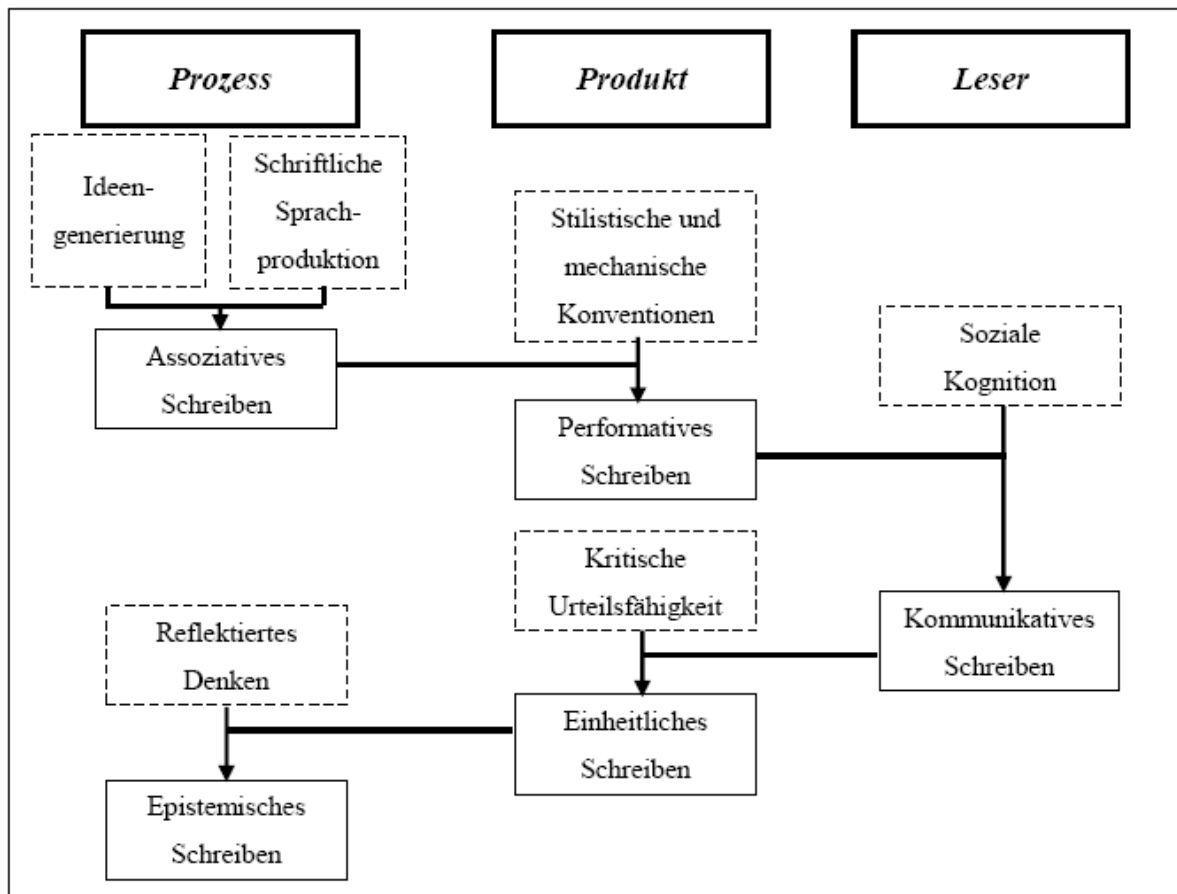 Prozess
Produkt
Leser
Ideen-
generierung
Schriftliche
Sprach-
produktion
Stilistische und
mechanische
Konventionen
Soziale
Kognition
Assoziatives
Schreiben
Performatives
Schreiben
Kritische
Urteilsfähigkeit
Kommunikatives
Schreiben
Reflektiertes
Denken
Einheitliches
Schreiben
Epistemisches
Schreiben